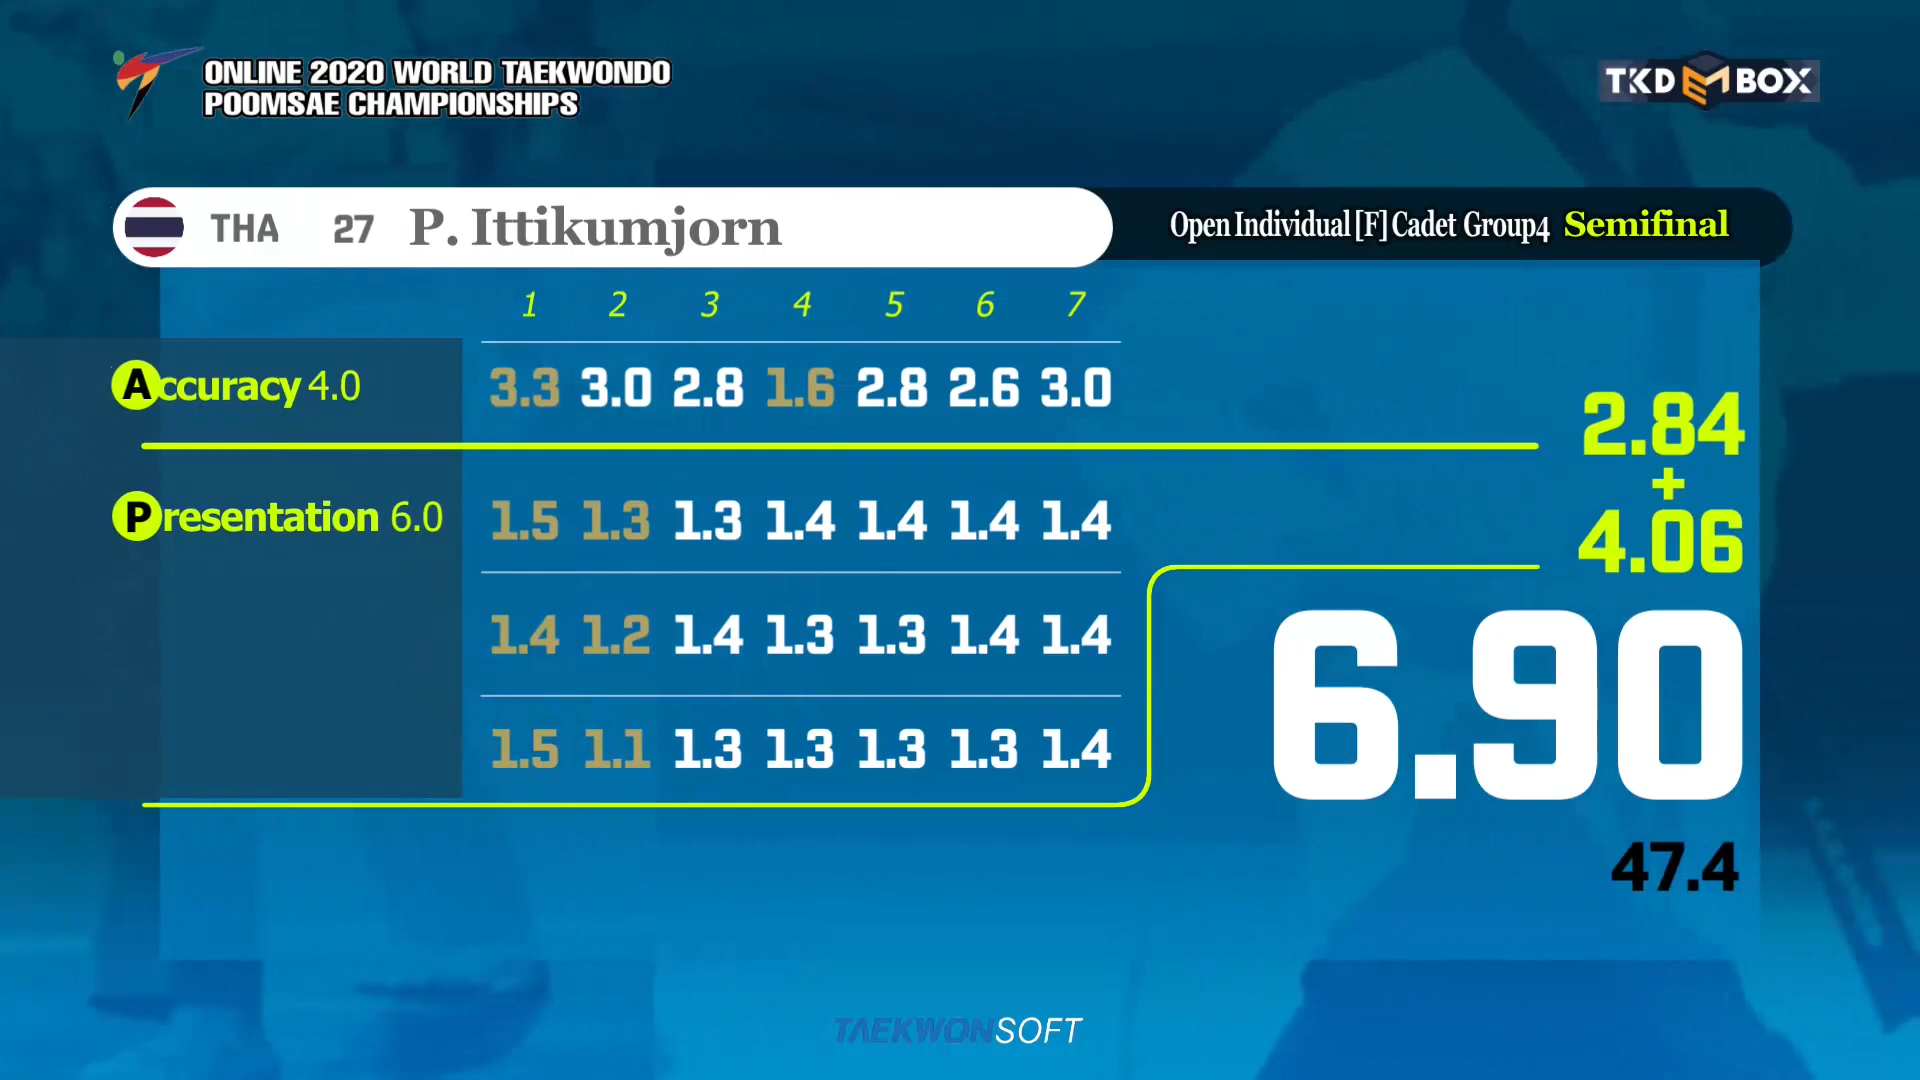 ONLINE 2020 WORLD TAEKWONDO
POOMSAE CHAMPIONSHIPS
TKD BOX
THA 27 P. Ittikumjorn
Open Individual [F] Cadet Group4 Semifinal
1 2 3 4 5 6 7
Accuracy 4.0 3.3 3.0 2.8 1.6 2.8 2.6 3.0
2.84
+
Presentation 6.0 1.5 1.3 1.3 1.4 1.4 1.4 1.4
4.06
1.4 1.2 1.4 1.3 1.3 1.4 1.4
1.5 1.1 1.3 1.3 1.3 1.3 1.4
6.90
47.4
TAEKWONSOFT